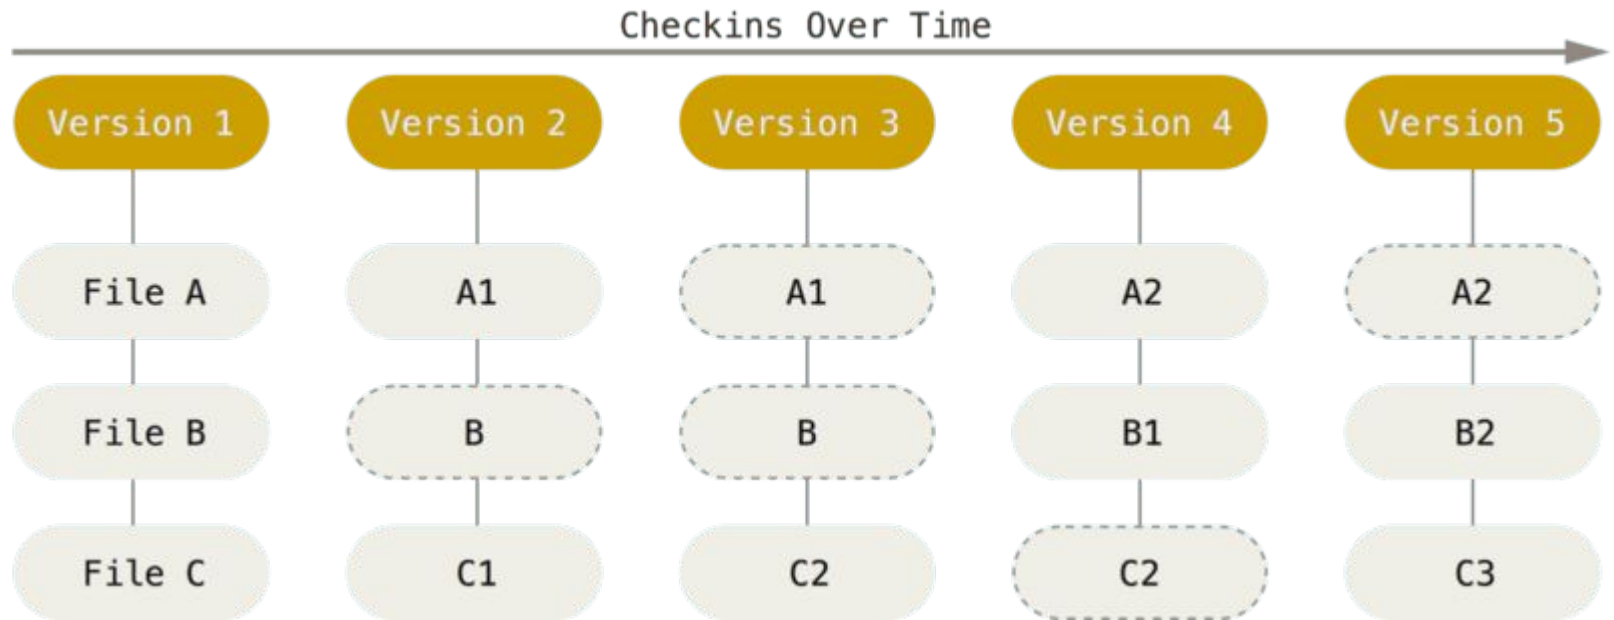 Checkins Over Time
Version 1 Version 2 Version 3 Version 4 Version 5
File A A1 A1 A2 A2
File B B B B1 B2
File C C1 C2 C2 C3